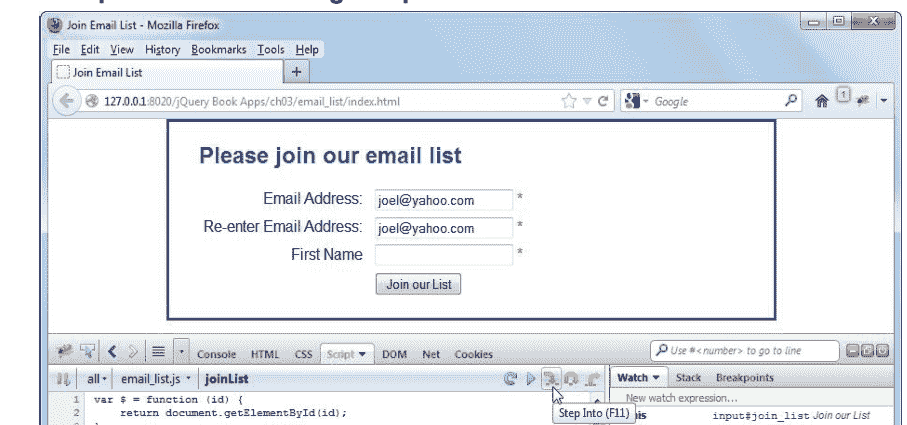 Join Email List - Mozilla Firefox
File Edit View History Bookmarks Tools Help
Join Email List +
127.0.0.1:8020/jQuery Book Apps/ch03/email_list/index.html Google 1
Please join our email list
Email Address: joel@yahoo.com *
Re-enter Email Address: joel@yahoo.com *
First Name *
Join our List
Console HTML CSS Script DOM Net Cookies Use #<number> to go to line
all email_list.js joinList Watch Stack Breakpoints
1 var $ = function (id) { New watch expression...
2 return document.getElementById(id); Step Into (F11) input#join_list Join our List